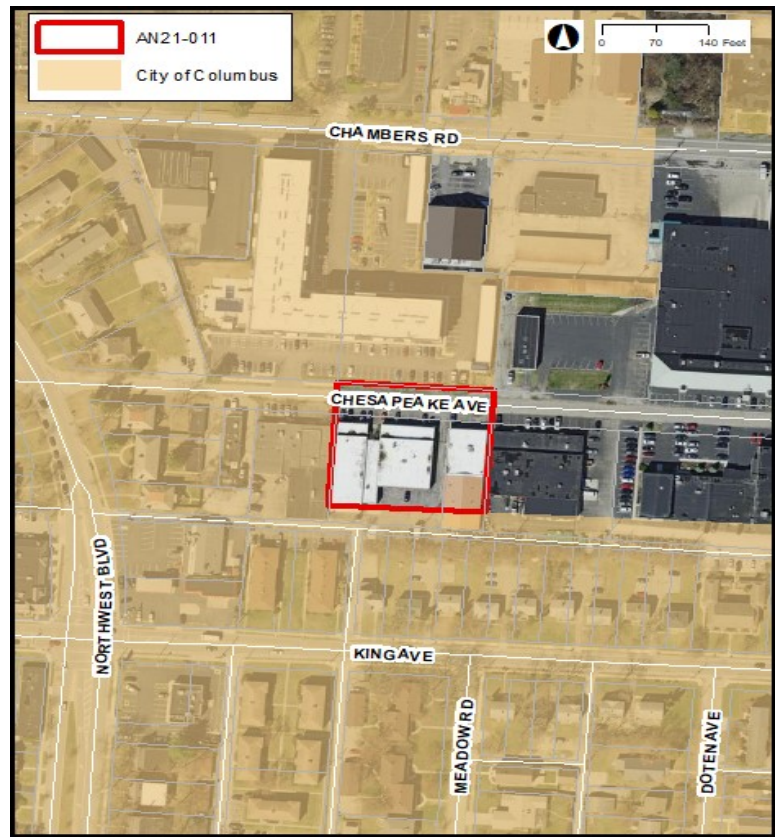 AN21-011
City of Columbus
0 70 140 Feet
CHAMBERS RD
CHESAPEAKE AVE
NORTHWEST BLVD
KING AVE
MEADOW RD
DOTEN AVE